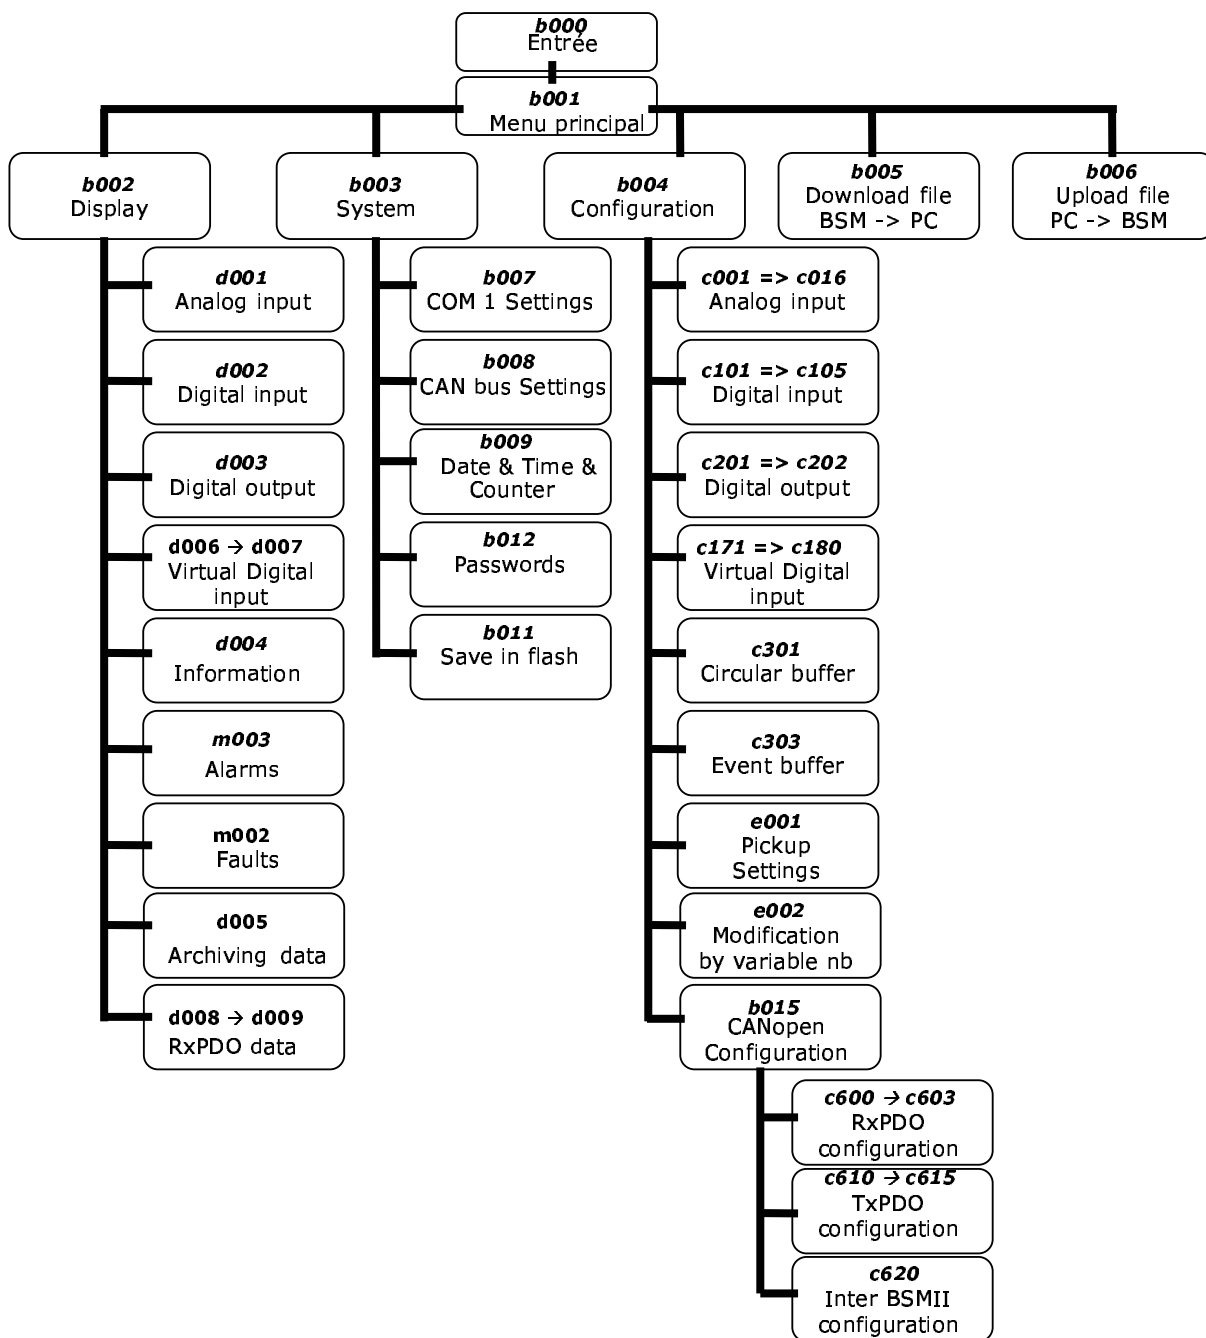 b000
Entrée
b001
Menu principal
b002
Display
b003
System
b004
Configuration
b005
Download file
BSM -> PC
b006
Upload file
PC -> BSM
d001
Analog input
d002
Digital input
d003
Digital output
d006 → d007
Virtual Digital
input
d004
Information
m003
Alarms
m002
Faults
d005
Archiving data
d008 → d009
RxPDO data
b007
COM 1 Settings
b008
CAN bus Settings
b009
Date & Time &
Counter
b012
Passwords
b011
Save in flash
c001 => c016
Analog input
c101 => c105
Digital input
c201 => c202
Digital output
c171 => c180
Virtual Digital
input
c301
Circular buffer
c303
Event buffer
e001
Pickup
Settings
e002
Modification
by variable nb
b015
CANopen
Configuration
c600 → c603
RxPDO
configuration
c610 → c615
TxPDO
configuration
c620
Inter BSMII
configuration